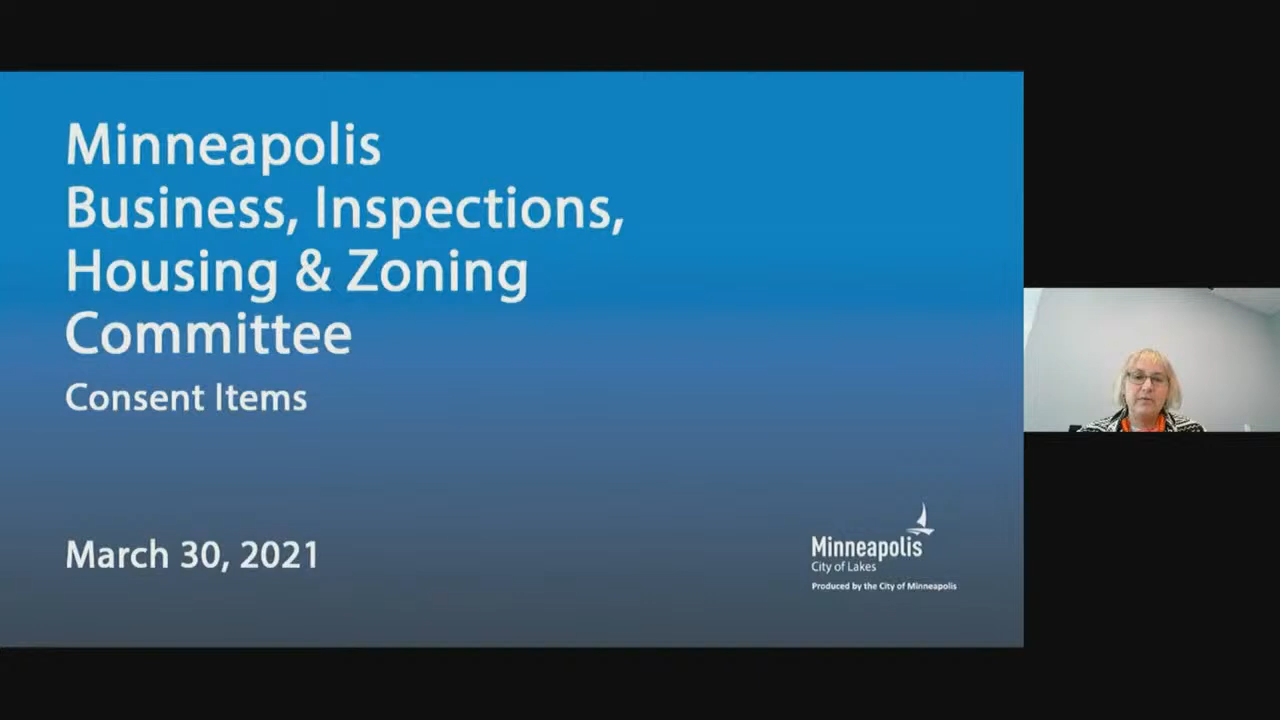 Minneapolis
Business, Inspections,
Housing & Zoning
Committee
Consent Items
March 30, 2021
Minneapolis
City of Lakes
Produced by the City of Minneapolis